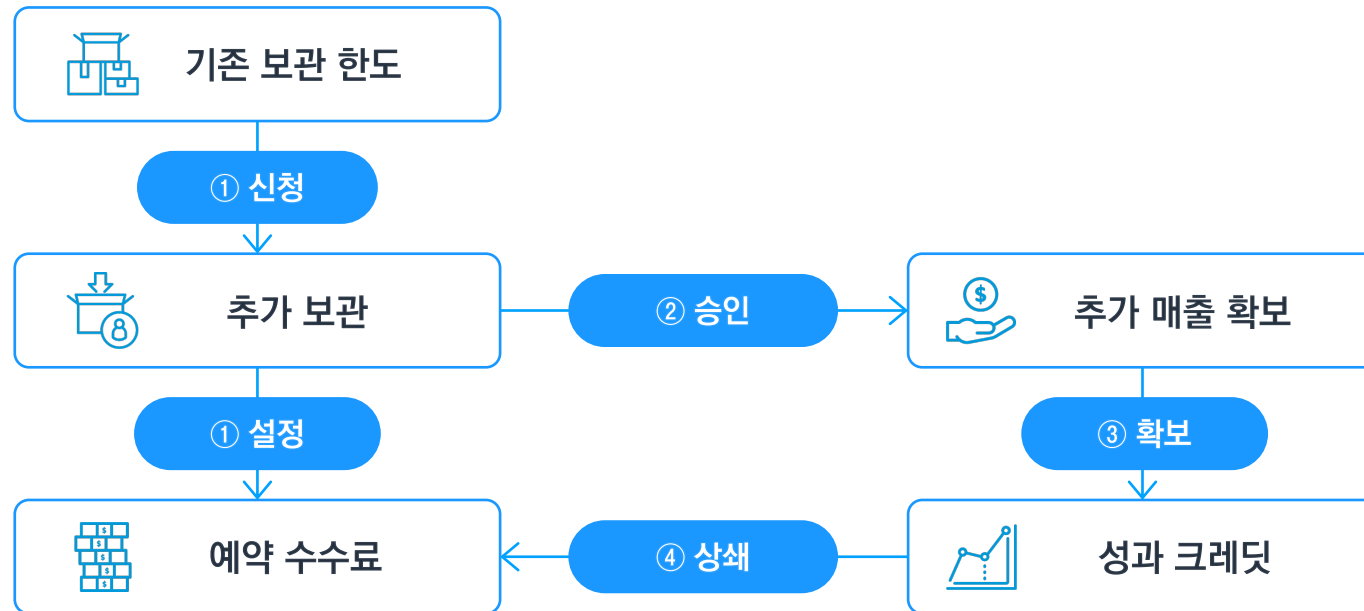 기존 보관 한도
① 신청
추가 보관
② 승인
추가 매출 확보
① 설정
③ 확보
예약 수수료
④ 상쇄
성과 크레딧